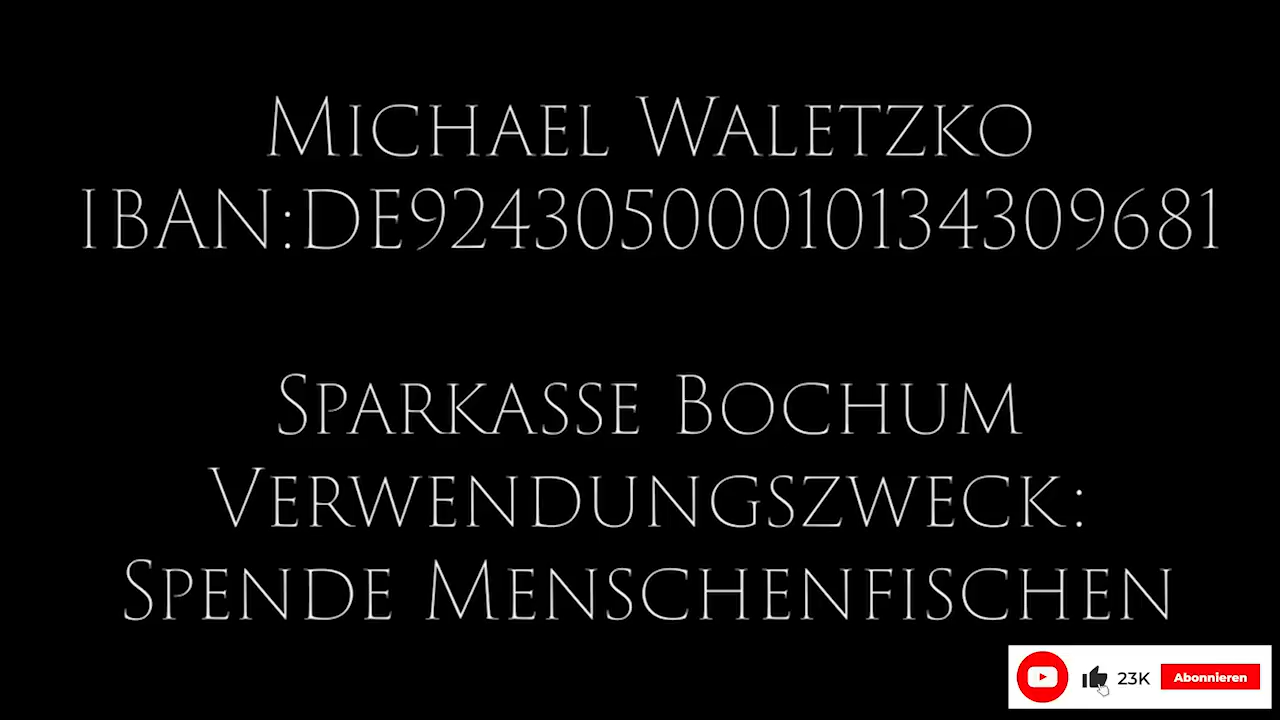 Michael Waletzko
IBAN:DE92430500010134309681
Sparkasse Bochum
Verwendungszweck:
Spende Menschenfischen
23K Abonnieren